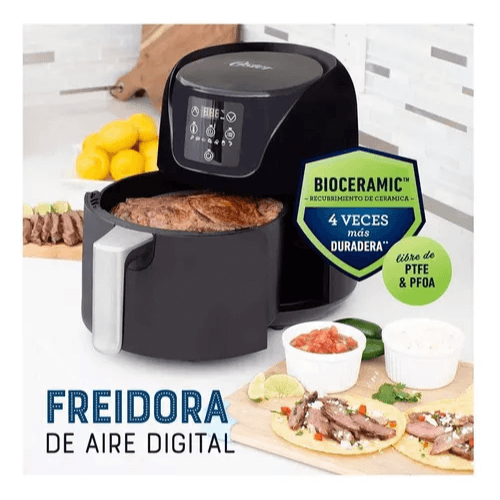 Oster
BIOCERAMIC™
RECUBRIMIENTO DE CERÁMICA
4 VECES
más
DURADERA**
libre de
PTFE
& PFOA
FREIDORA
DE AIRE DIGITAL